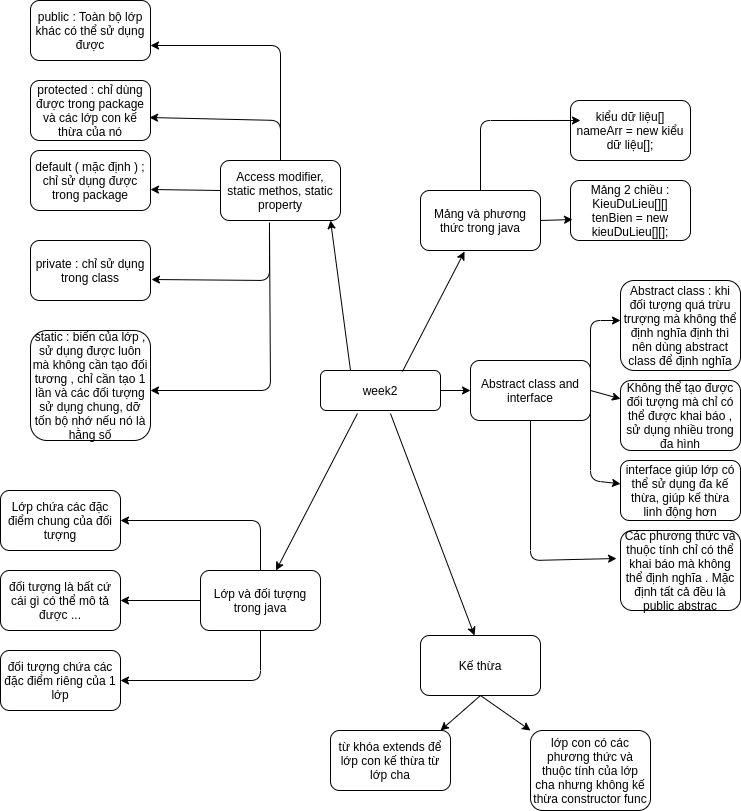 public : Toàn bộ lớp
khác có thể sử dụng
được
protected : chỉ dùng
được trong package
và các lớp con kế
thừa của nó
default ( mặc định ) ;
chỉ sử dụng được
trong package
private : chỉ sử dụng
trong class
static : biến của lớp ,
sử dụng được luôn
mà không cần tạo đối
tương , chỉ cần tạo 1
lần và các đối tượng
sử dụng chung, dỡ
tốn bộ nhớ nếu nó là
hằng số
Access modifier,
static methos, static
property
kiểu dữ liệu[]
nameArr = new kiểu
dữ liệu[];
Mảng và phương
thức trong java
Mảng 2 chiều :
KieuDuLieu[][]
tenBien = new
kieuDuLieu[][];
Abstract class : khi
đối tượng quá trừu
trượng mà không thể
định nghĩa định thì
nên dùng abstract
class để định nghĩa
week2
Abstract class and
interface
Không thể tạo được
đối tượng mà chỉ có
thể được khai báo ,
sử dụng nhiều trong
đa hình
interface giúp lớp có
thể sử dụng đa kế
thừa, giúp kế thừa
linh động hơn
Các phương thức và
thuộc tính chỉ có thể
khai báo mà không
thể định nghĩa . Mặc
định tất cả đều là
public abstrac
Lớp chứa các đặc
điểm chung của đối
tượng
đối tượng là bất cứ
cái gì có thể mô tả
được ...
đối tượng chứa các
đặc điểm riêng của 1
lớp
Lớp và đối tượng
trong java
Kế thừa
từ khóa extends để
lớp con kế thừa từ
lớp cha
lớp con có các
phương thức và
thuộc tính của lớp
cha nhưng không kế
thừa constructor func